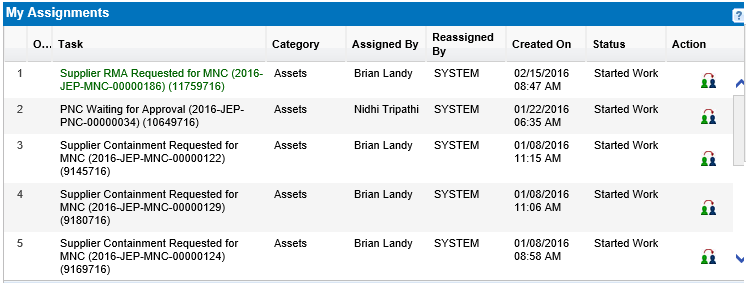 My Assignments
?
O... Task Category Assigned By Reassigned By Created On Status Action
1 Supplier RMA Requested for MNC (2016-JEP-MNC-00000186) (11759716) Assets Brian Landy SYSTEM 02/15/2016 08:47 AM Started Work
2 PNC Waiting for Approval (2016-JEP-PNC-00000034) (10649716) Assets Nidhi Tripathi SYSTEM 01/22/2016 06:35 AM Started Work
3 Supplier Containment Requested for MNC (2016-JEP-MNC-00000122) (9145716) Assets Brian Landy SYSTEM 01/08/2016 11:15 AM Started Work
4 Supplier Containment Requested for MNC (2016-JEP-MNC-00000129) (9180716) Assets Brian Landy SYSTEM 01/08/2016 11:06 AM Started Work
5 Supplier Containment Requested for MNC (2016-JEP-MNC-00000124) (9169716) Assets Brian Landy SYSTEM 01/08/2016 08:58 AM Started Work